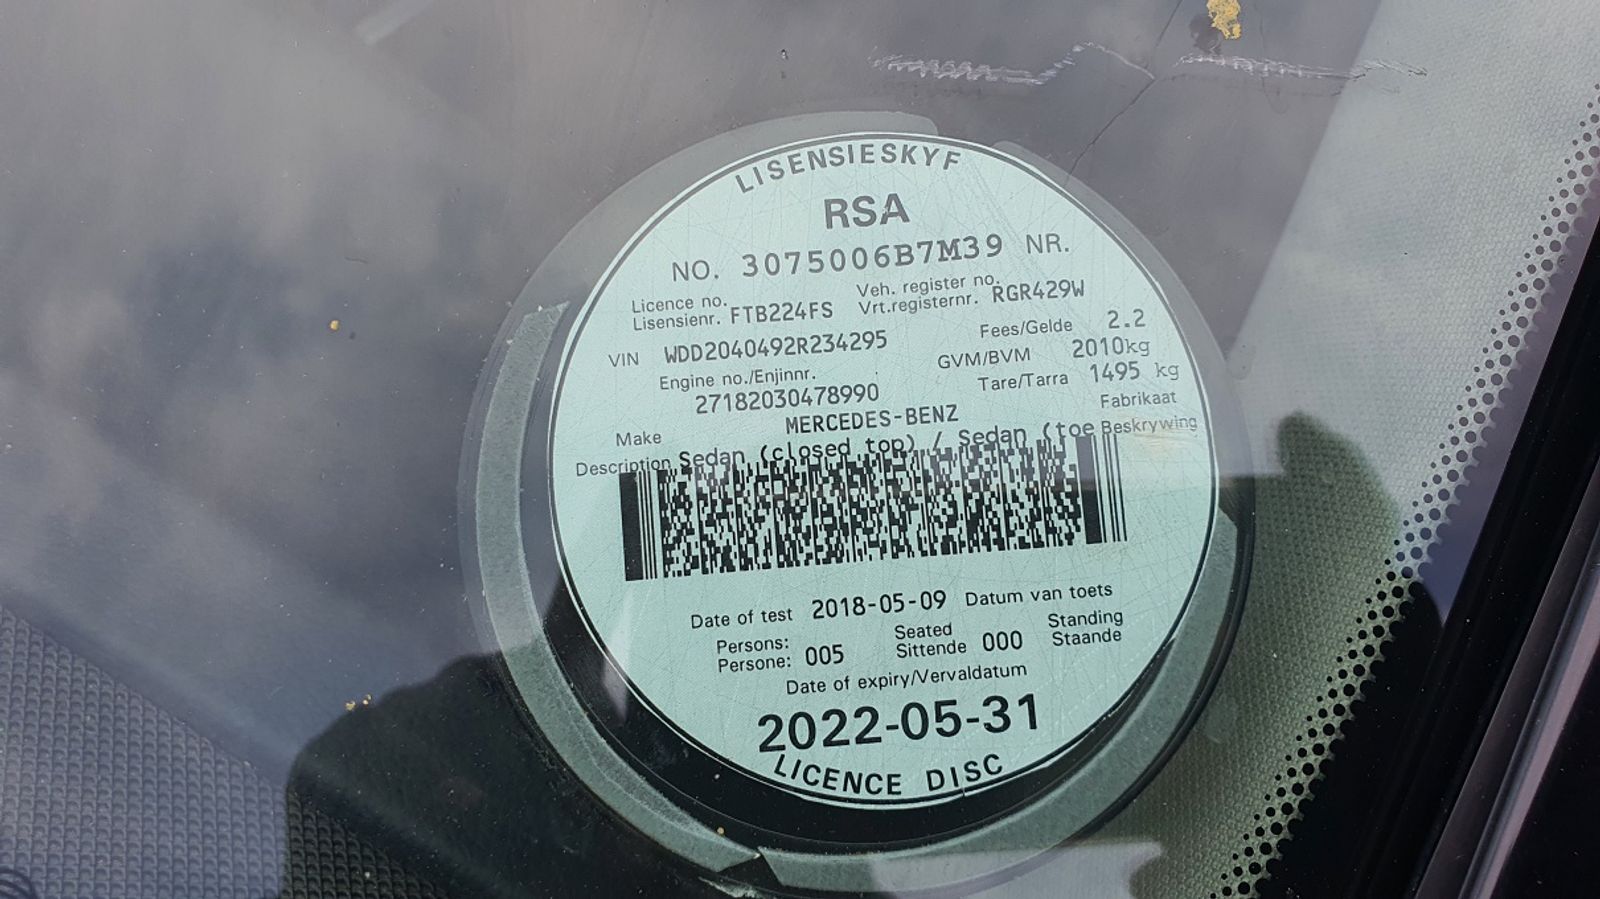 LISENSIESKYF
RSA
NO. 3075006B7M39 NR.
Licence no. Veh. register no.
Lisensienr. FTB224FS Vrt.registernr. RGR429W
VIN WDD2040492R234295 Fees/Gelde 2.2
Engine no./Enjinnr. GVM/BVM 2010kg
27182030478990 Tare/Tarra 1495 kg
Make MERCEDES-BENZ Fabrikaat
Description Sedan (closed top) / Sedan (toe Beskrywing
Date of test 2018-05-09 Datum van toets
Persons: Seated Standing
Persone: 005 Sittende 000 Staande
Date of expiry/Vervaldatum
2022-05-31
LICENCE DISC